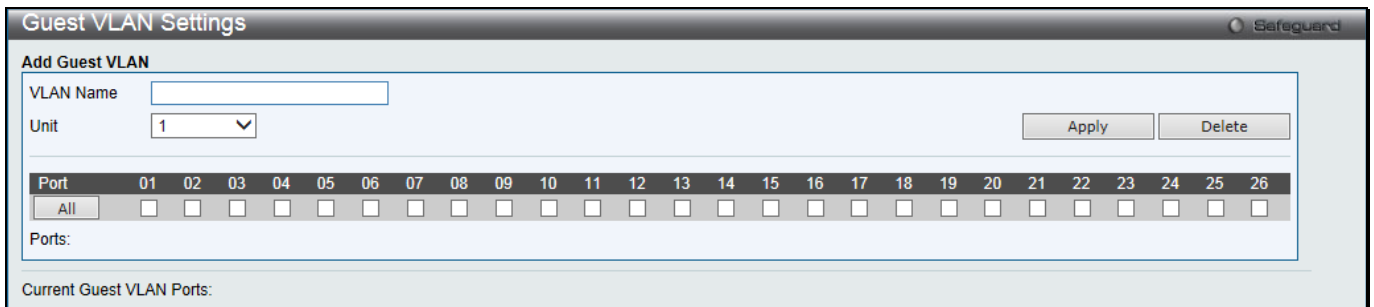 Guest VLAN Settings
Safeguard
Add Guest VLAN
VLAN Name
Unit 1 Apply Delete
Port 01 02 03 04 05 06 07 08 09 10 11 12 13 14 15 16 17 18 19 20 21 22 23 24 25 26
All
Ports:
Current Guest VLAN Ports: